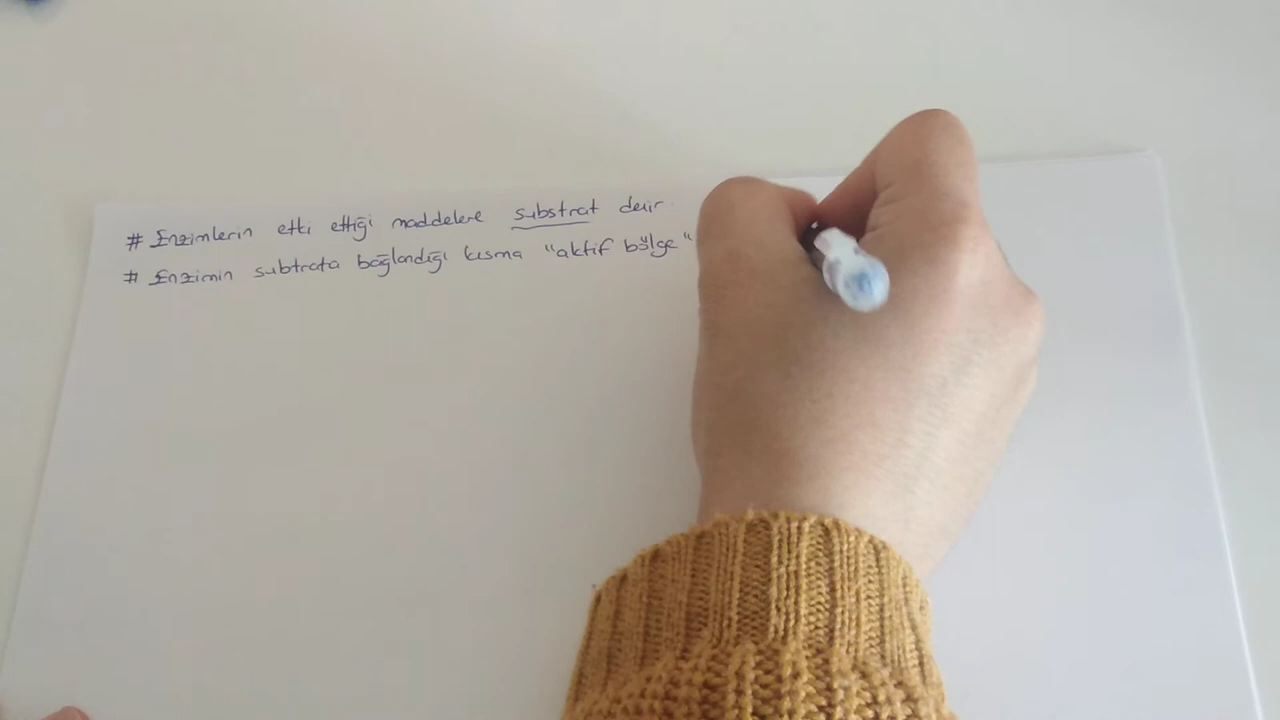 # Enzimlerin etki ettiği maddelere substrat denir.
# Enzimin subtrata bağlandığı kısma "aktif bölge"